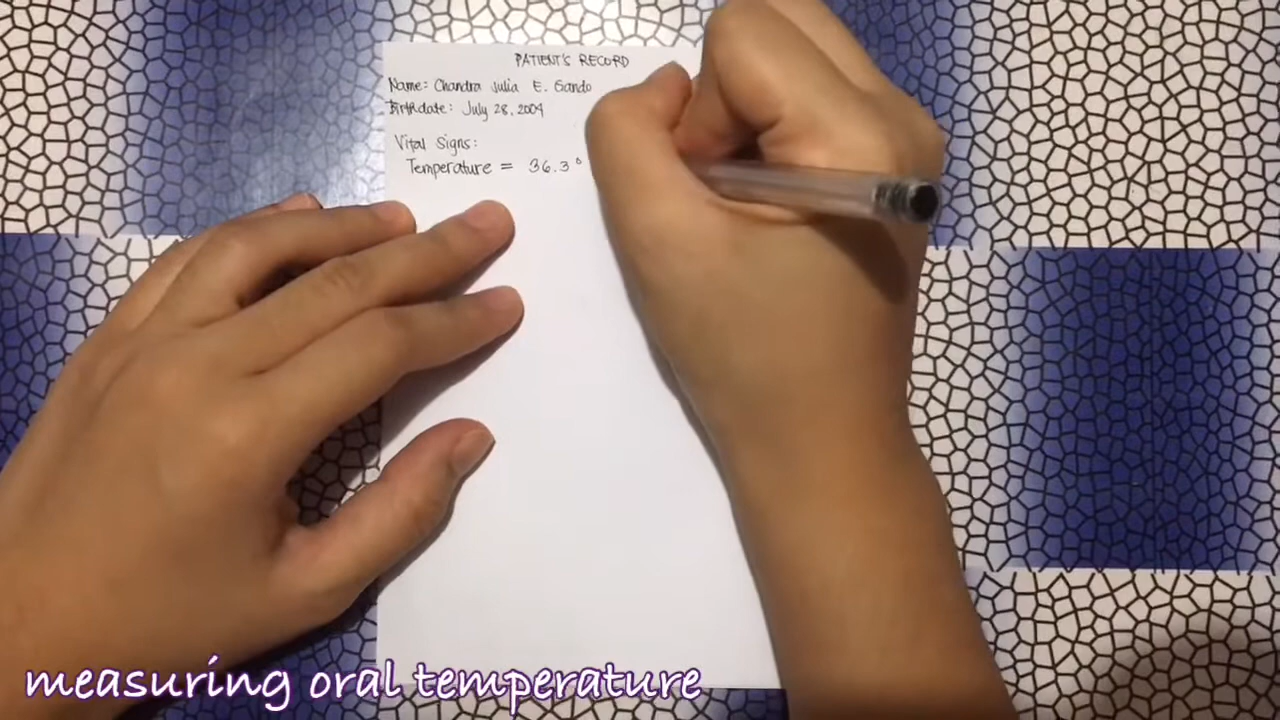 PATIENT'S RECORD
Name: Chandra Julia E. Gando
Birthdate: July 28, 2004
Vital Signs:
Temperature = 36.3°
measuring oral temperature